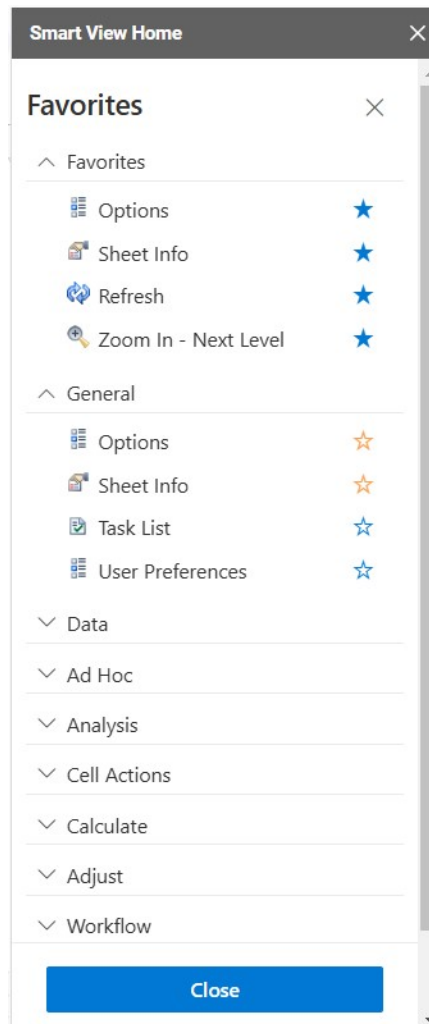 Smart View Home
Favorites
Favorites
Options
Sheet Info
Refresh
Zoom In - Next Level
General
Options
Sheet Info
Task List
User Preferences
Data
Ad Hoc
Analysis
Cell Actions
Calculate
Adjust
Workflow
Close